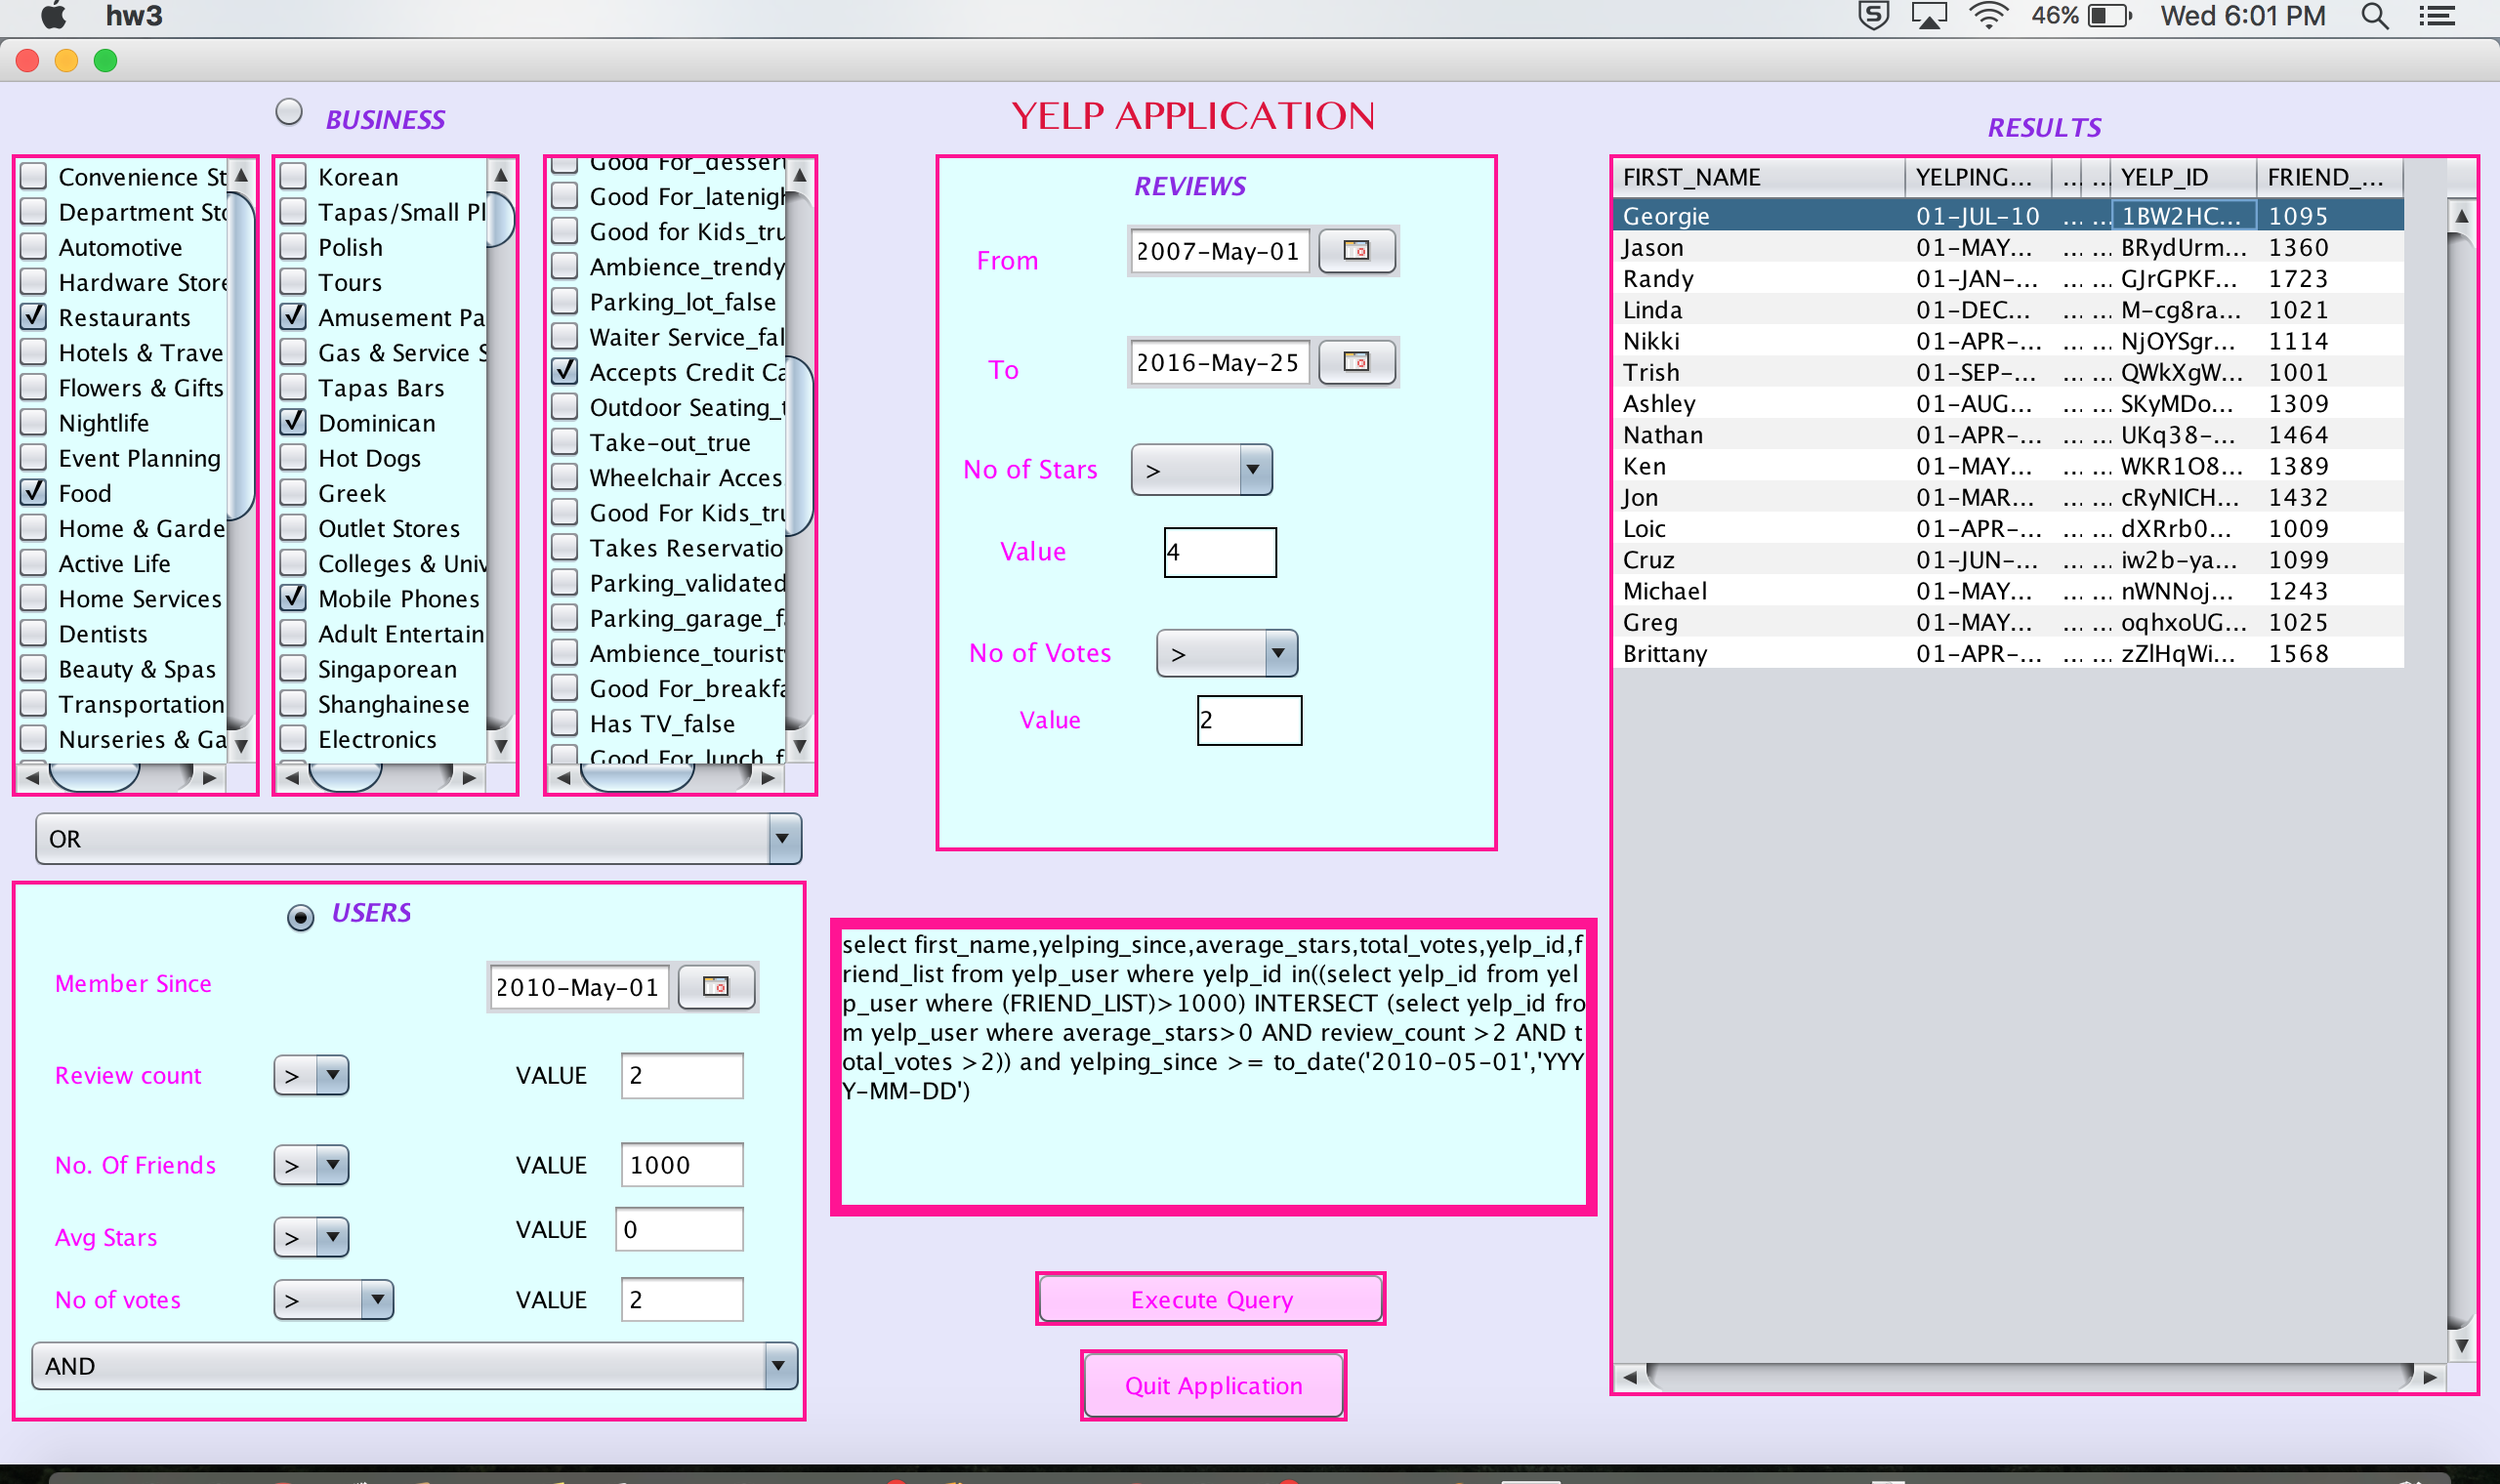 hw3
46%
Wed 6:01 PM
BUSINESS
YELP APPLICATION
RESULTS
Convenience St
Department Sto
Automotive
Hardware Store
Restaurants
Hotels & Trave
Flowers & Gifts
Nightlife
Event Planning
Food
Home & Garde
Active Life
Home Services
Dentists
Beauty & Spas
Transportation
Nurseries & Ga
Korean
Tapas/Small Pl
Polish
Tours
Amusement Pa
Gas & Service S
Tapas Bars
Dominican
Hot Dogs
Greek
Outlet Stores
Colleges & Univ
Mobile Phones
Adult Entertain
Singaporean
Shanghainese
Electronics
Good For_dessert
Good For_latenigh
Good for Kids_tru
Ambience_trendy
Parking_lot_false
Waiter Service_fal
Accepts Credit Ca
Outdoor Seating_t
Take-out_true
Wheelchair Acces
Good For Kids_tru
Takes Reservatio
Parking_validated
Parking_garage_fa
Ambience_touristy
Good For_breakfa
Has TV_false
Good For_lunch_f
OR
REVIEWS
From 2007-May-01
To 2016-May-25
No of Stars >
Value 4
No of Votes >
Value 2
FIRST_NAME YELPING... ... ... YELP_ID FRIEND_...
Georgie 01-JUL-10 ... ... 1BW2HC... 1095
Jason 01-MAY... ... ... BRydUrm... 1360
Randy 01-JAN-... ... ... GJrGPKF... 1723
Linda 01-DEC... ... ... M-cg8ra... 1021
Nikki 01-APR-... ... ... NjOYSgr... 1114
Trish 01-SEP-... ... ... QWkXgW... 1001
Ashley 01-AUG... ... ... SKyMDo... 1309
Nathan 01-APR-... ... ... UKq38-... 1464
Ken 01-MAY... ... ... WKR1O8... 1389
Jon 01-MAR... ... ... cRyNICH... 1432
Loic 01-APR-... ... ... dXRrb0... 1009
Cruz 01-JUN-... ... ... iw2b-ya... 1099
Michael 01-MAY... ... ... nWNNoj... 1243
Greg 01-MAY... ... ... oqhxoUG... 1025
Brittany 01-APR-... ... ... zZlHqWi... 1568
USERS
Member Since 2010-May-01
Review count > VALUE 2
No. Of Friends > VALUE 1000
Avg Stars > VALUE 0
No of votes > VALUE 2
AND
select first_name,yelping_since,average_stars,total_votes,yelp_id,f
riend_list from yelp_user where yelp_id in((select yelp_id from yel
p_user where (FRIEND_LIST)>1000) INTERSECT (select yelp_id fro
m yelp_user where average_stars>0 AND review_count >2 AND t
otal_votes >2)) and yelping_since >= to_date('2010-05-01','YYY
Y-MM-DD')
Execute Query
Quit Application